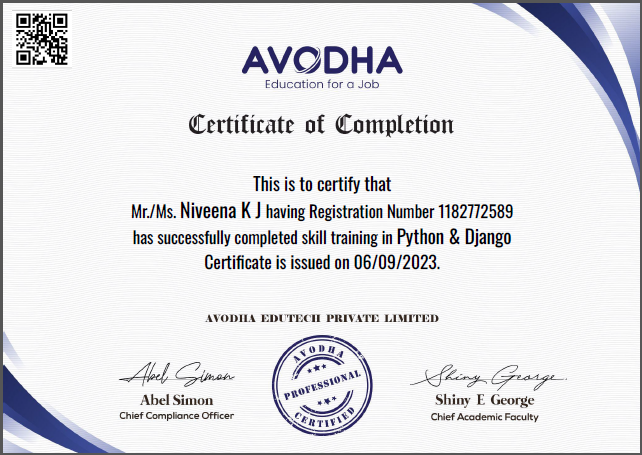 AVODHA
Education for a Job
Certificate of Completion
This is to certify that
Mr./Ms. Niveena K J having Registration Number 1182772589
has successfully completed skill training in Python & Django
Certificate is issued on 06/09/2023.
AVODHA EDUTECH PRIVATE LIMITED
AVODHA
PROFESSIONAL
CERTIFIED
Abel Simon
Abel Simon
Chief Compliance Officer
Shiny George
Shiny E George
Chief Academic Faculty